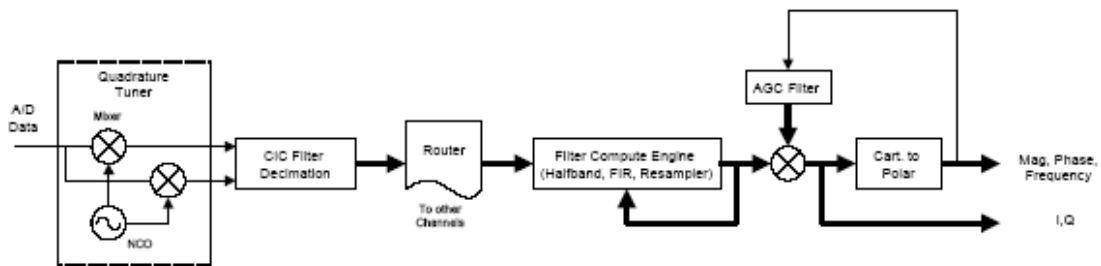 Quadrature
Tuner
A/D
Data
Mixer
NCO
CIC Filter
Decimation
Router
To other
Channels
Filter Compute Engine
(Halfband, FIR, Resampler)
AGC Filter
Cart. to
Polar
Mag, Phase,
Frequency
I,Q